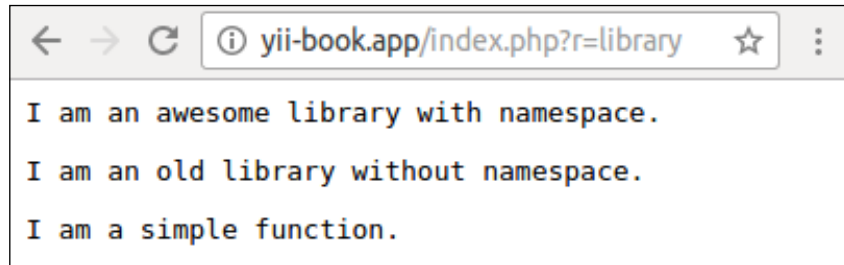 yii-book.app/index.php?r=library
I am an awesome library with namespace.
I am an old library without namespace.
I am a simple function.